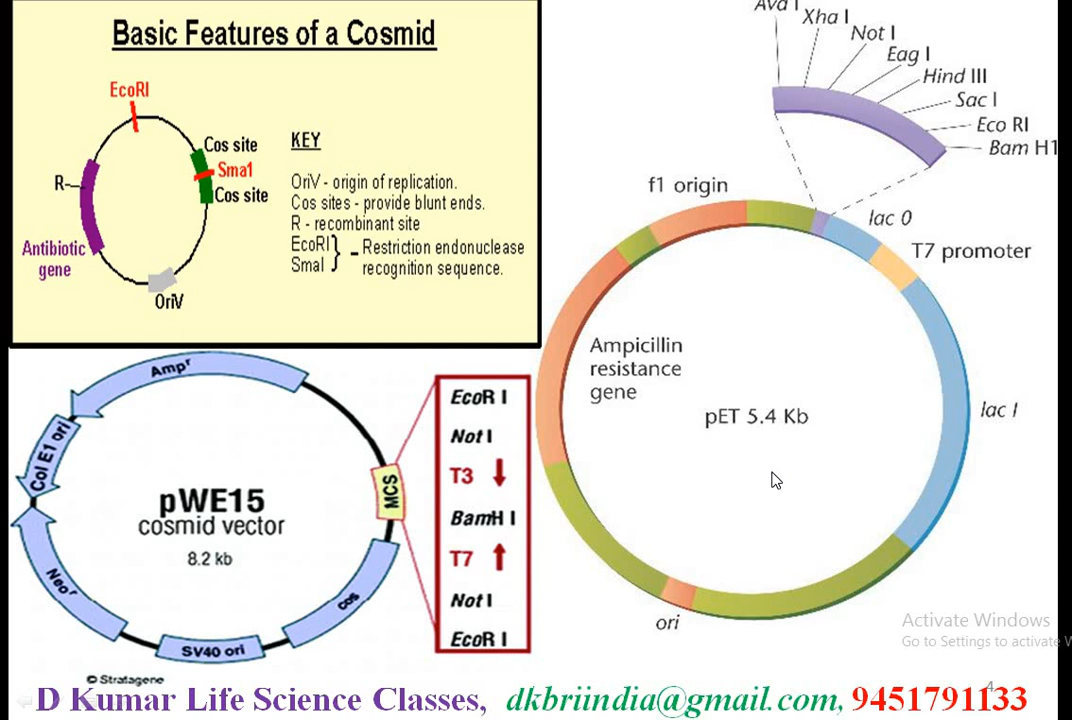 Basic Features of a Cosmid
EcoRI
Cos site
Sma1
Cos site
R
Antibiotic
gene
OriV
KEY
OriV - origin of replication.
Cos sites - provide blunt ends.
R - recombinant site
EcoRI
SmaI
} - Restriction endonuclease
recognition sequence.
Ava I
Xha I
Not I
Eag I
Hind III
Sac I
Eco RI
Bam H1
f1 origin
lac 0
T7 promoter
Ampicillin
resistance
gene
pET 5.4 Kb
lac I
ori
Ampʳ
Col E1 ori
pWE15
cosmid vector
8.2 kb
MCS
Neoʳ
SV40 ori
cos
EcoR I
Not I
T3 ↓
BamH I
T7 ↑
Not I
EcoR I
© Stratagene
Activate Windows
Go to Settings to activate W
4
D Kumar Life Science Classes, dkbriindia@gmail.com, 9451791133